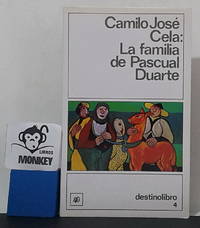 Camilo José
Cela:
La familia
de Pascual
Duarte
LIBROS
MONKEY
destinolibro
4